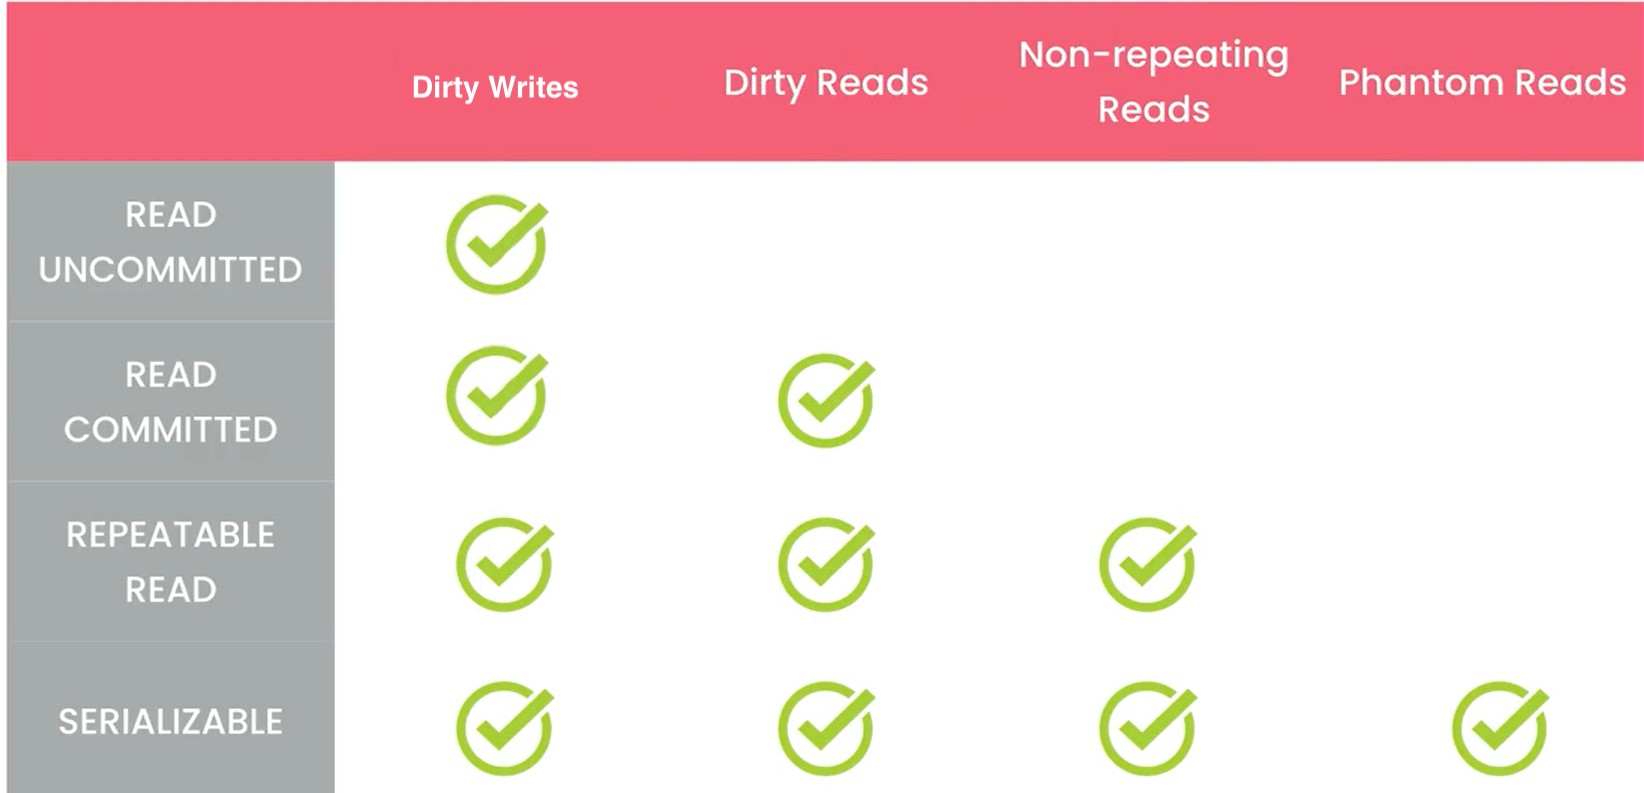 Dirty Writes
Dirty Reads
Non-repeating
Reads
Phantom Reads
READ
UNCOMMITTED
READ
COMMITTED
REPEATABLE
READ
SERIALIZABLE